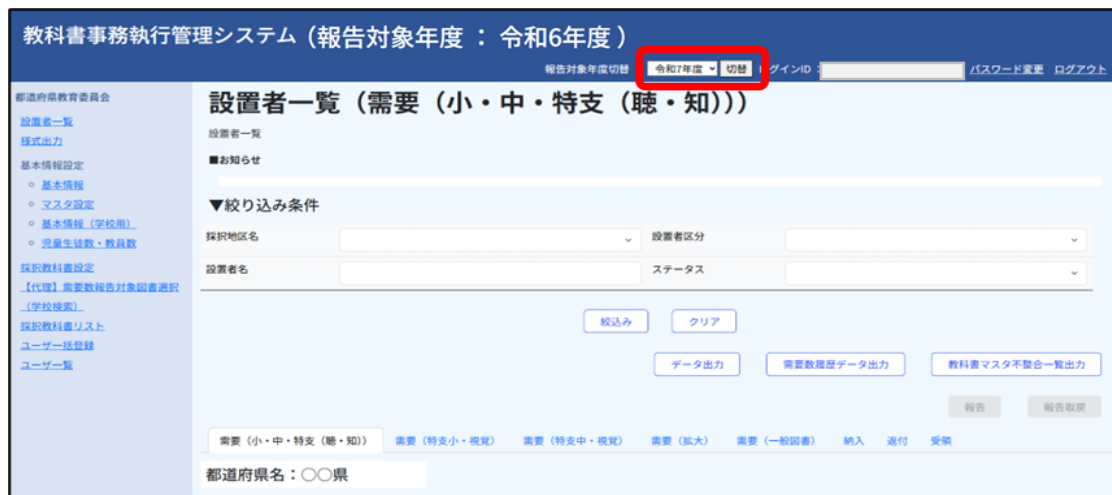 教科書事務執行管理システム (報告対象年度 : 令和6年度 )
報告対象年度切替 令和7年度 切替 ログインID : パスワード変更 ログアウト
都道府県教育委員会
設置者一覧
様式出力
基本情報設定
基本情報
マスタ設定
基本情報（学校用）
児童生徒数・教員数
採択教科書設定
【代理】需要数報告対象図書選択
（学校検索）
採択教科書リスト
ユーザ一括登録
ユーザ一覧
設置者一覧（需要（小・中・特支（聴・知)))
設置者一覧
■お知らせ
▼絞り込み条件
採択地区名 設置者区分
設置者名 ステータス
絞込み クリア
データ出力 需要数履歴データ出力 教科書マスタ不整合一覧出力
報告 報告取戻
需要（小・中・特支（聴・知）） 需要（特支小・視覚） 需要（特支中・視覚） 需要（拡大） 需要（一般図書） 納入 返付 受領
都道府県名：○○県